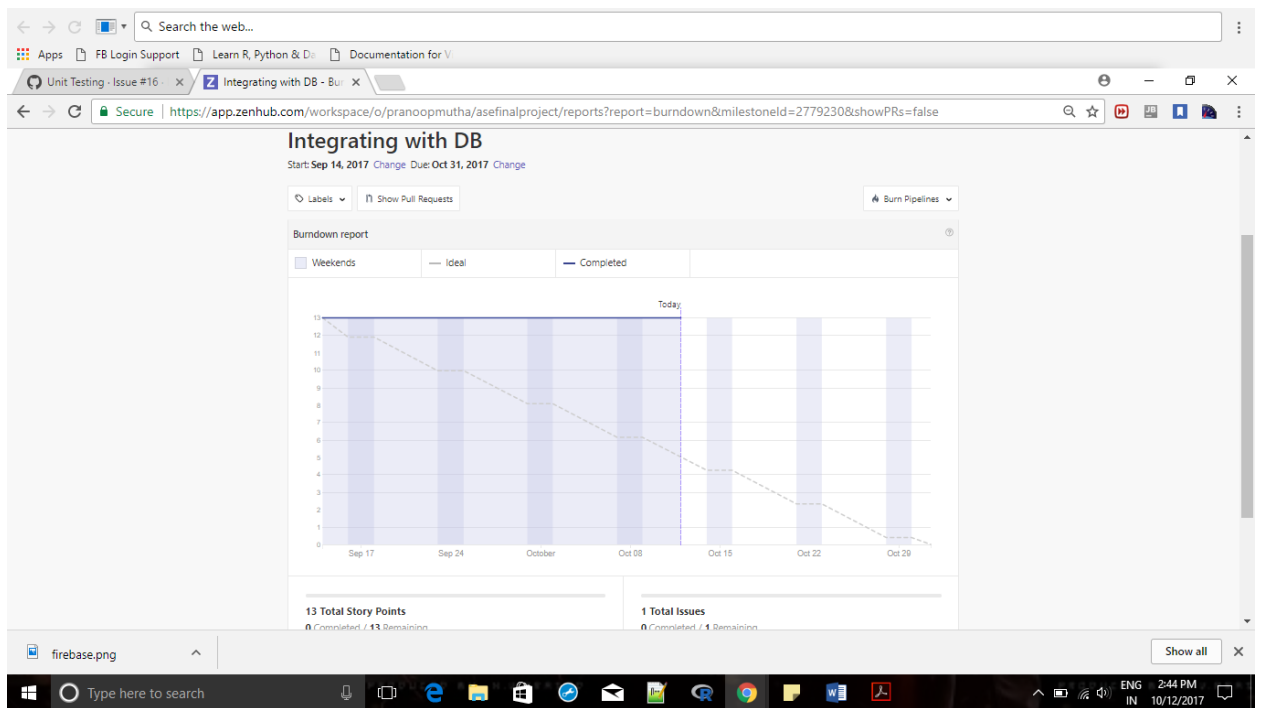 Search the web...
Apps FB Login Support Learn R, Python & Da Documentation for V
Unit Testing · Issue #16 · Integrating with DB - Bur
Secure https://app.zenhub.com/workspace/o/pranoopmutha/asefinalproject/reports?report=burndown&milestoneId=2779230&showPRs=false
Integrating with DB
Start: Sep 14, 2017 Change Due: Oct 31, 2017 Change
Labels Show Pull Requests Burn Pipelines
Burndown report
Weekends Ideal Completed
Today
13
12
11
10
9
8
7
6
5
4
3
2
1
0
Sep 17 Sep 24 October Oct 08 Oct 15 Oct 22 Oct 29
13 Total Story Points 1 Total Issues
0 Completed / 13 Remaining 0 Completed / 1 Remaining
firebase.png Show all
Type here to search ENG 2:44 PM
IN 10/12/2017